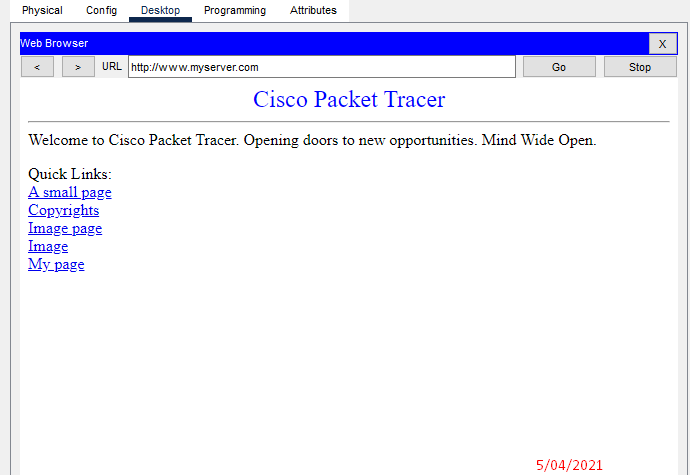 Physical Config Desktop Programming Attributes
Web Browser X
< > URL http://www.myserver.com Go Stop
Cisco Packet Tracer
Welcome to Cisco Packet Tracer. Opening doors to new opportunities. Mind Wide Open.
Quick Links:
A small page
Copyrights
Image page
Image
My page
5/04/2021